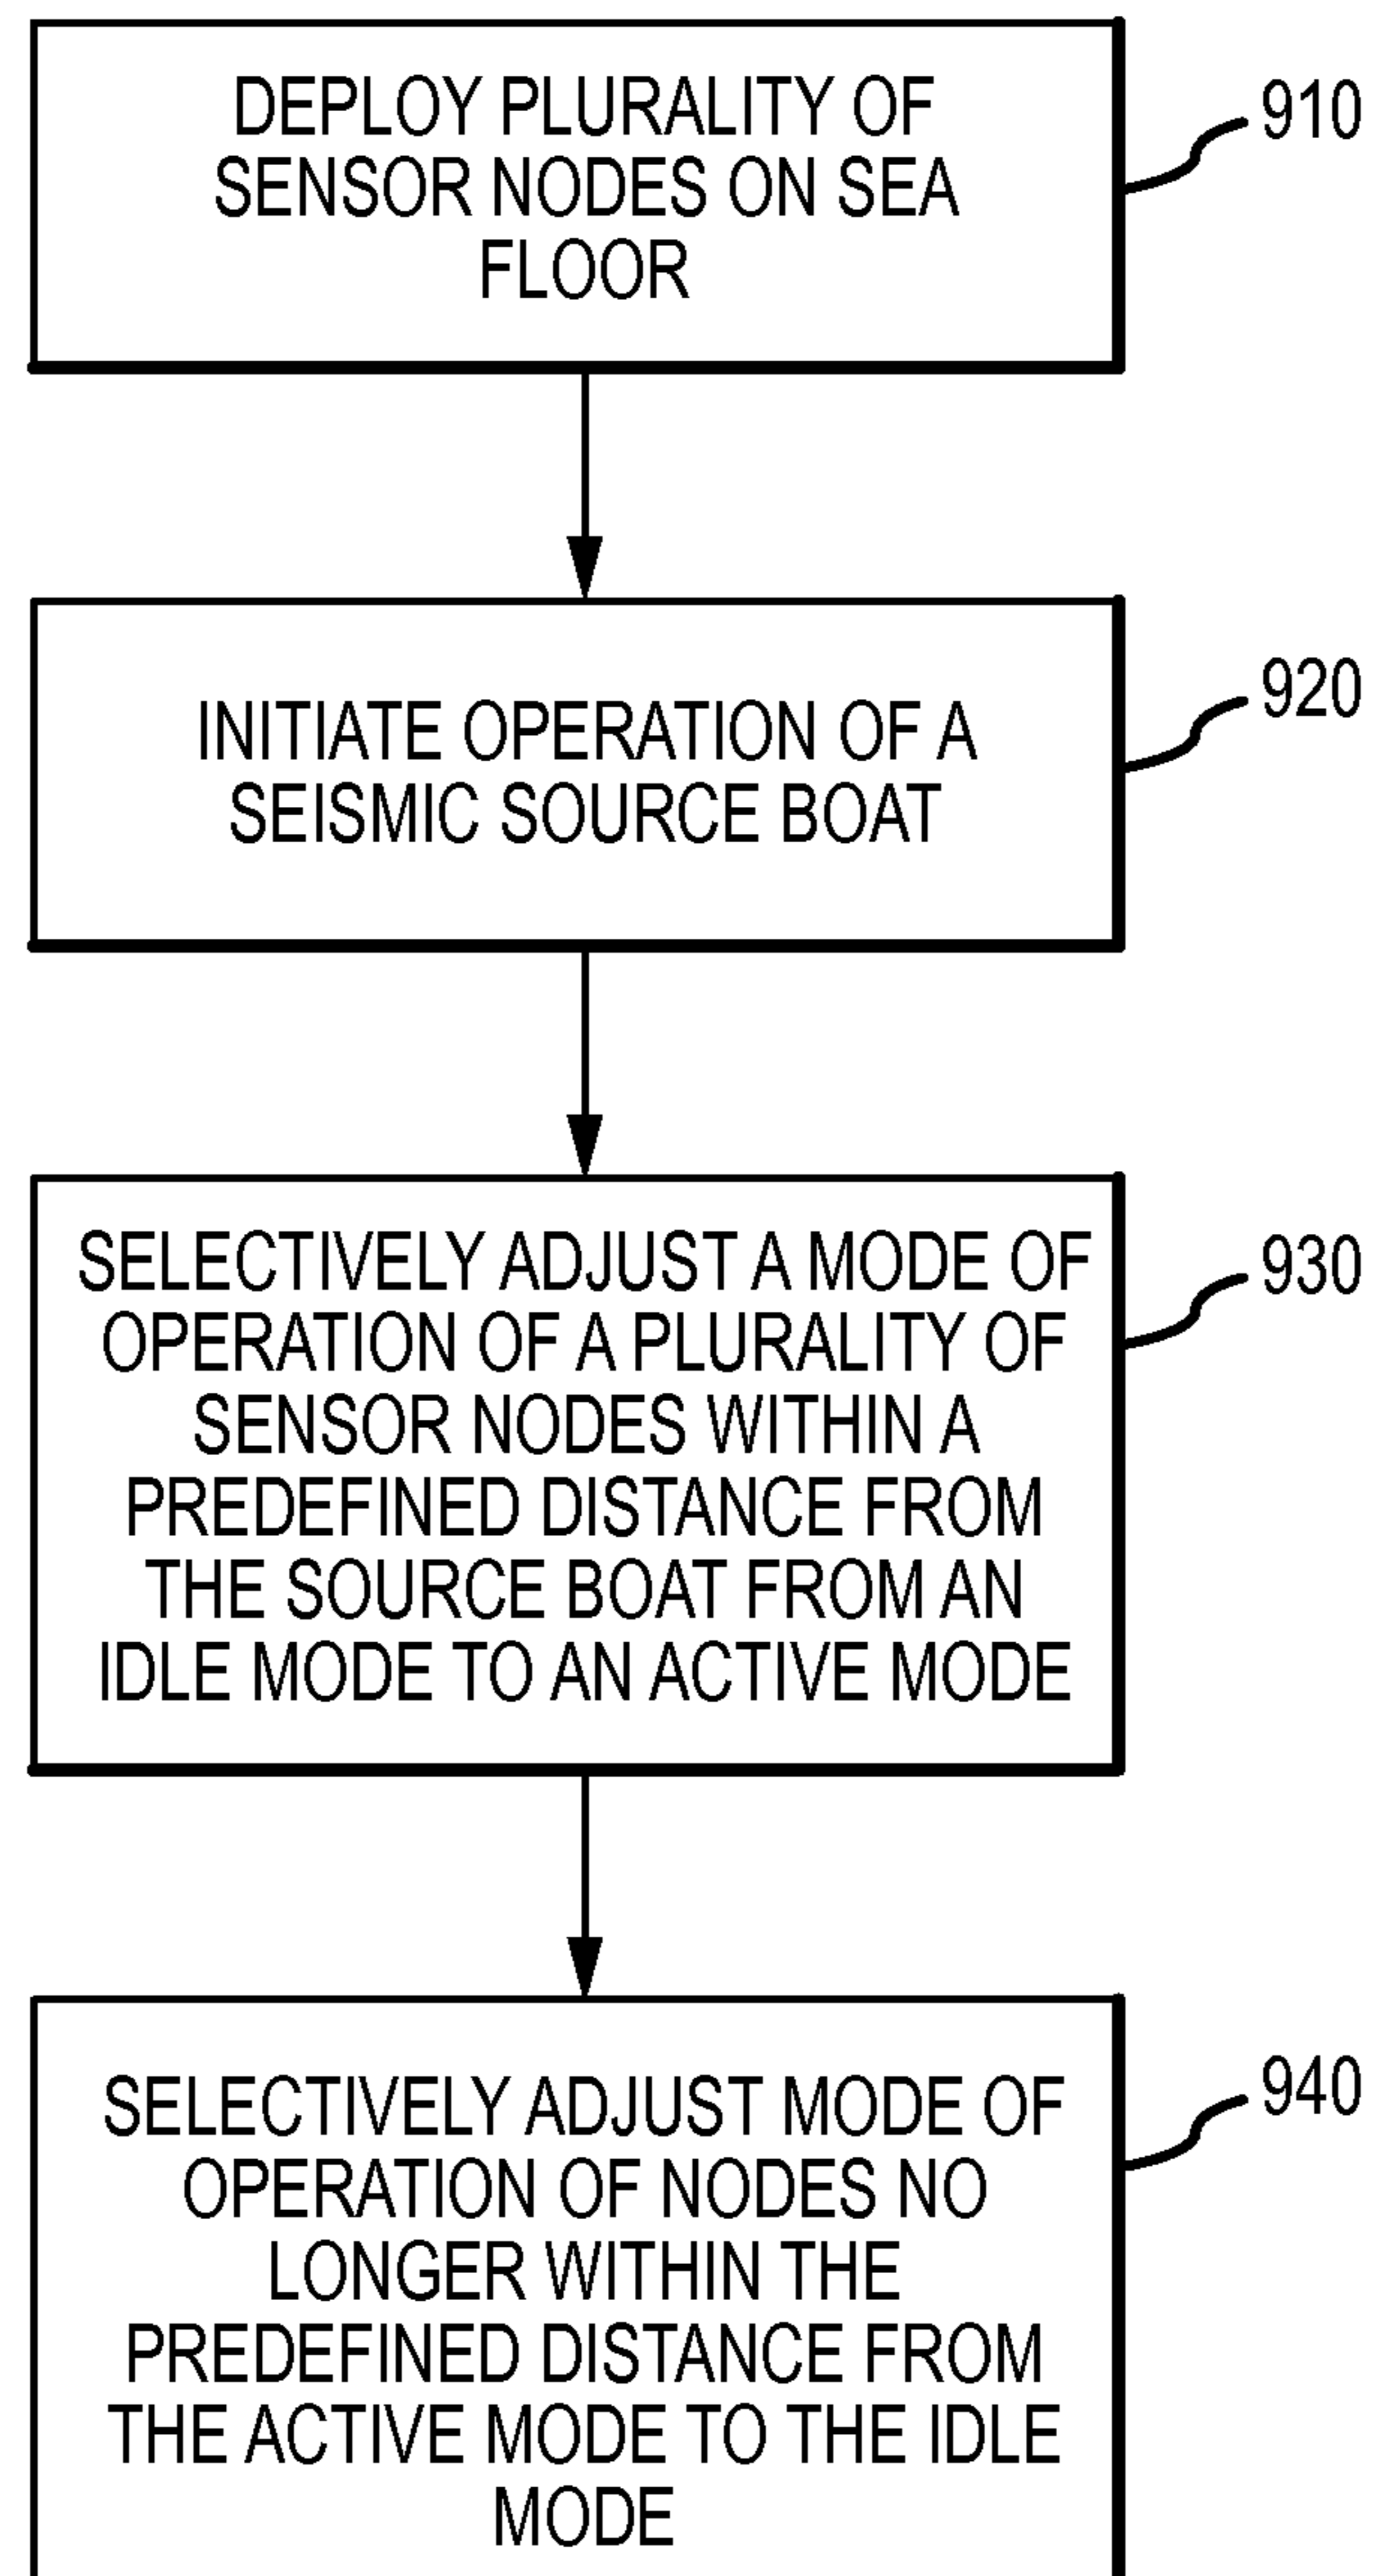 DEPLOY PLURALITY OF
SENSOR NODES ON SEA
FLOOR
910
INITIATE OPERATION OF A
SEISMIC SOURCE BOAT
920
SELECTIVELY ADJUST A MODE OF
OPERATION OF A PLURALITY OF
SENSOR NODES WITHIN A
PREDEFINED DISTANCE FROM
THE SOURCE BOAT FROM AN
IDLE MODE TO AN ACTIVE MODE
930
SELECTIVELY ADJUST MODE OF
OPERATION OF NODES NO
LONGER WITHIN THE
PREDEFINED DISTANCE FROM
THE ACTIVE MODE TO THE IDLE
MODE
940